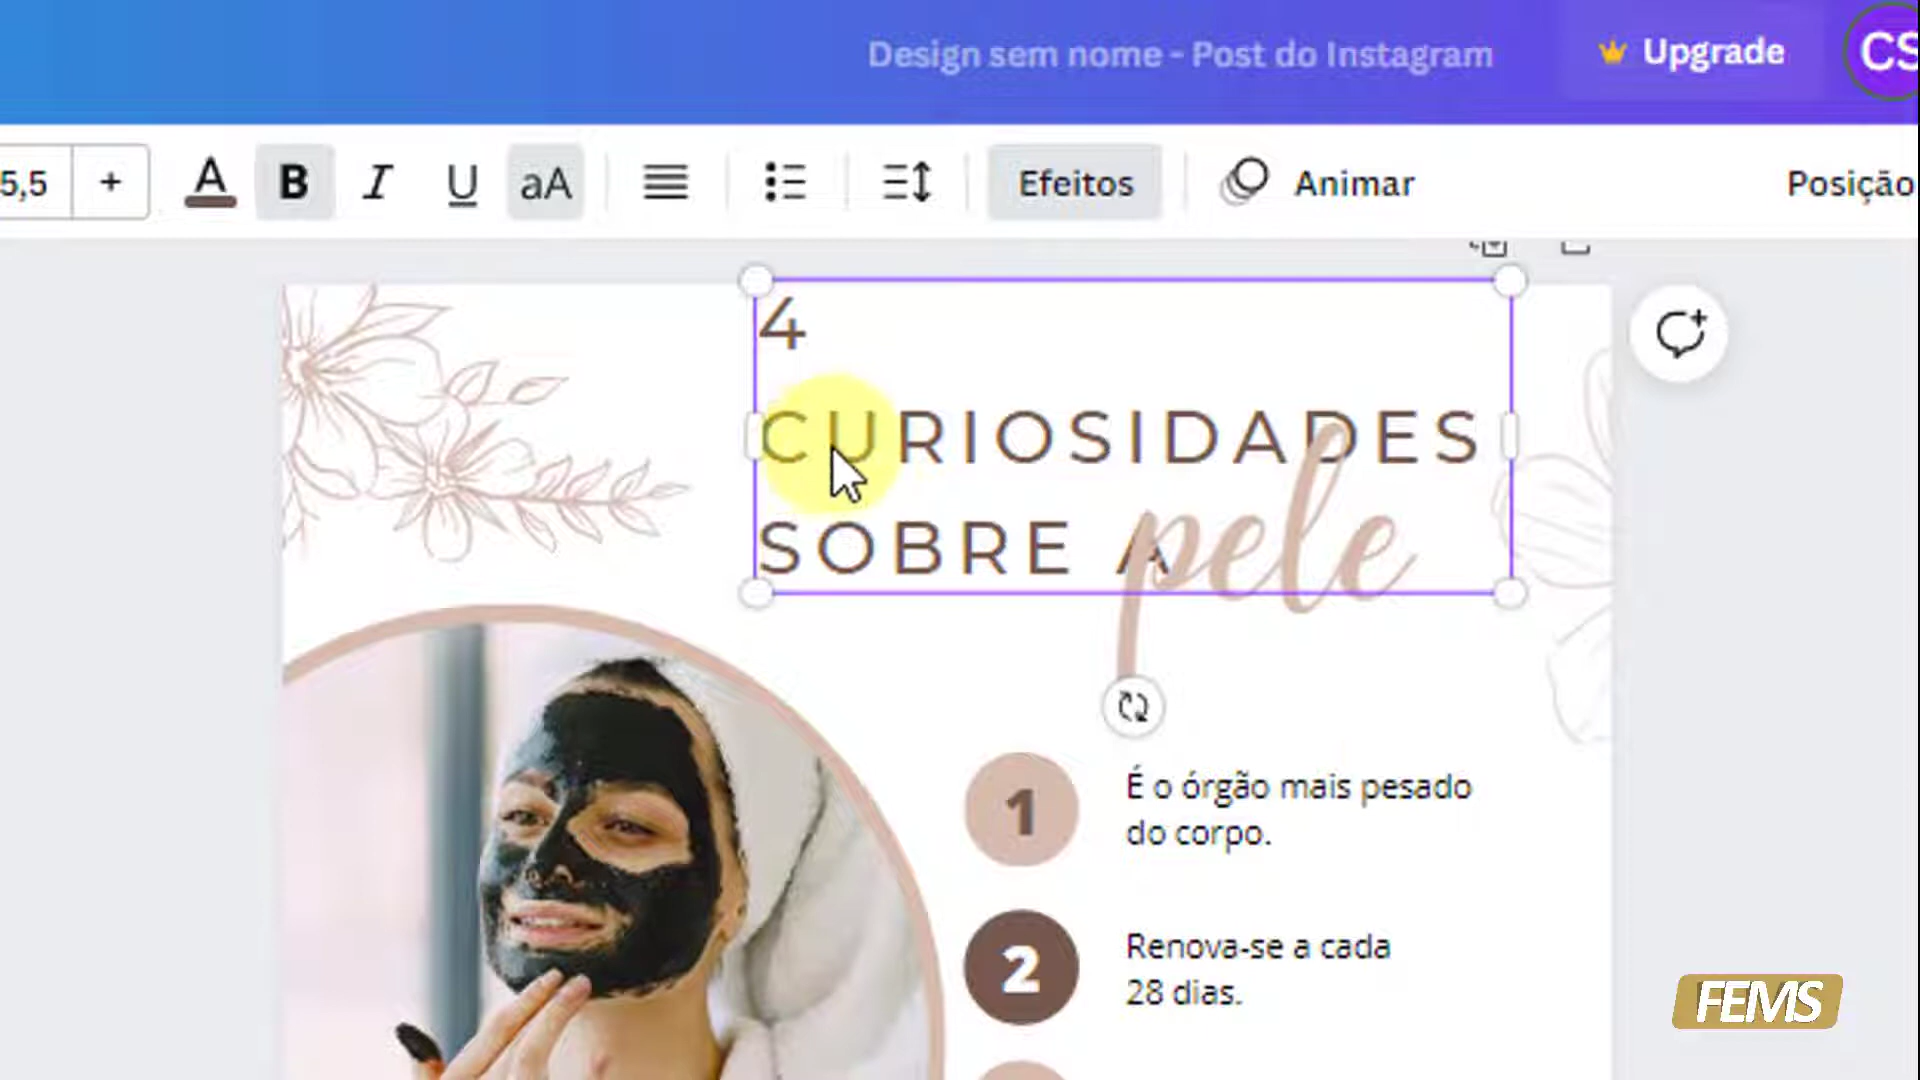 Design sem nome - Post do Instagram
Upgrade
CS
5,5 + A B I U aA Efeitos Animar Posição
4
CURIOSIDADES
SOBRE A
pele
1
É o órgão mais pesado
do corpo.
2
Renova-se a cada
28 dias.
FEMS